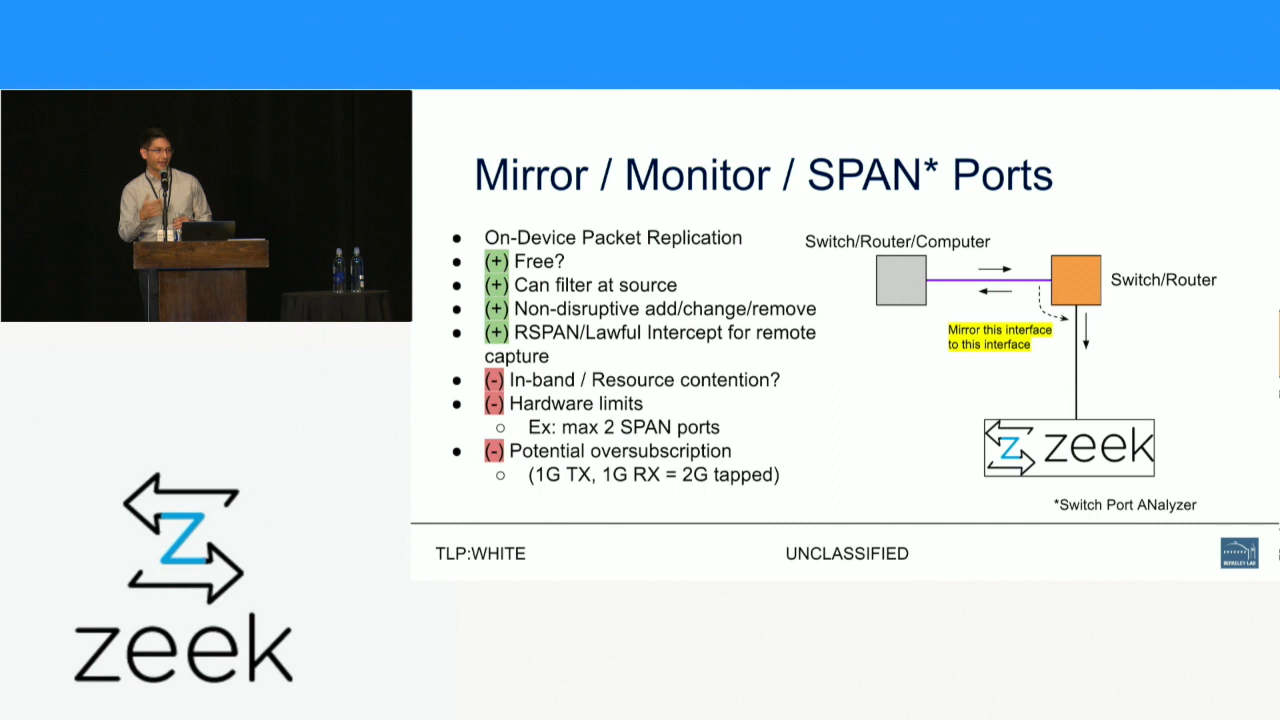 Mirror / Monitor / SPAN* Ports
● On-Device Packet Replication
● (+) Free?
● (+) Can filter at source
● (+) Non-disruptive add/change/remove
● (+) RSPAN/Lawful Intercept for remote
capture
● (-) In-band / Resource contention?
● (-) Hardware limits
○ Ex: max 2 SPAN ports
● (-) Potential oversubscription
○ (1G TX, 1G RX = 2G tapped)
Switch/Router/Computer
Switch/Router
Mirror this interface
to this interface
z zeek
*Switch Port ANalyzer
TLP:WHITE
UNCLASSIFIED
BERKELEY LAB
z
zeek